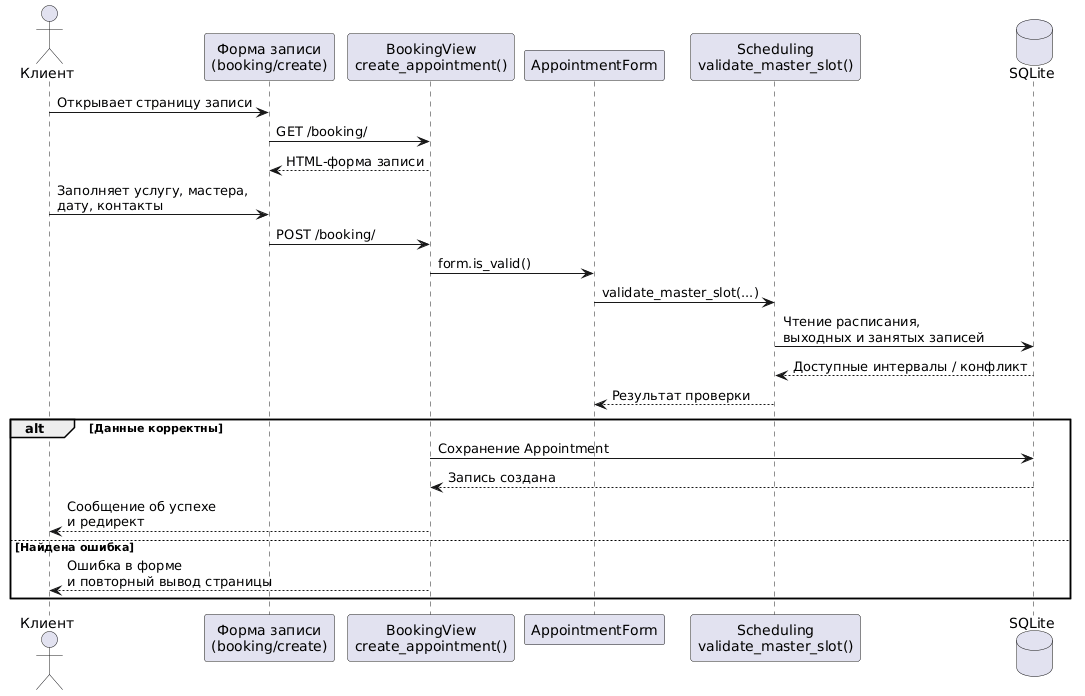 Клиент
Форма записи
(booking/create)
BookingView
create_appointment()
AppointmentForm
Scheduling
validate_master_slot()
SQLite
Открывает страницу записи
GET /booking/
HTML-форма записи
Заполняет услугу, мастера,
дату, контакты
POST /booking/
form.is_valid()
validate_master_slot(...)
Чтение расписания,
выходных и занятых записей
Доступные интервалы / конфликт
Результат проверки
alt [Данные корректны]
Сохранение Appointment
Запись создана
Сообщение об успехе
и редирект
[Найдена ошибка]
Ошибка в форме
и повторный вывод страницы
Клиент
Форма записи
(booking/create)
BookingView
create_appointment()
AppointmentForm
Scheduling
validate_master_slot()
SQLite